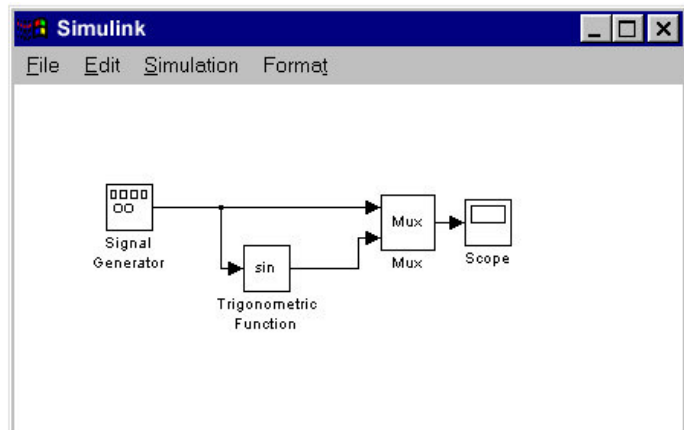 Simulink
File Edit Simulation Format
Signal
Generator
sin
Trigonometric
Function
Mux
Mux
Scope